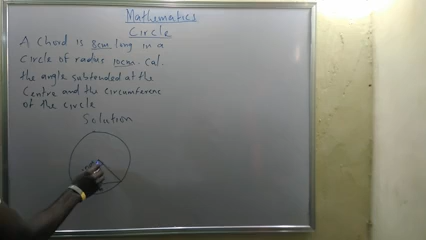 Mathematics
Circle
A Chord is 8cm long in a
Circle of radius 10cm. Cal.
the angle subtended at the
Centre and the circumference
of the circle
Solution